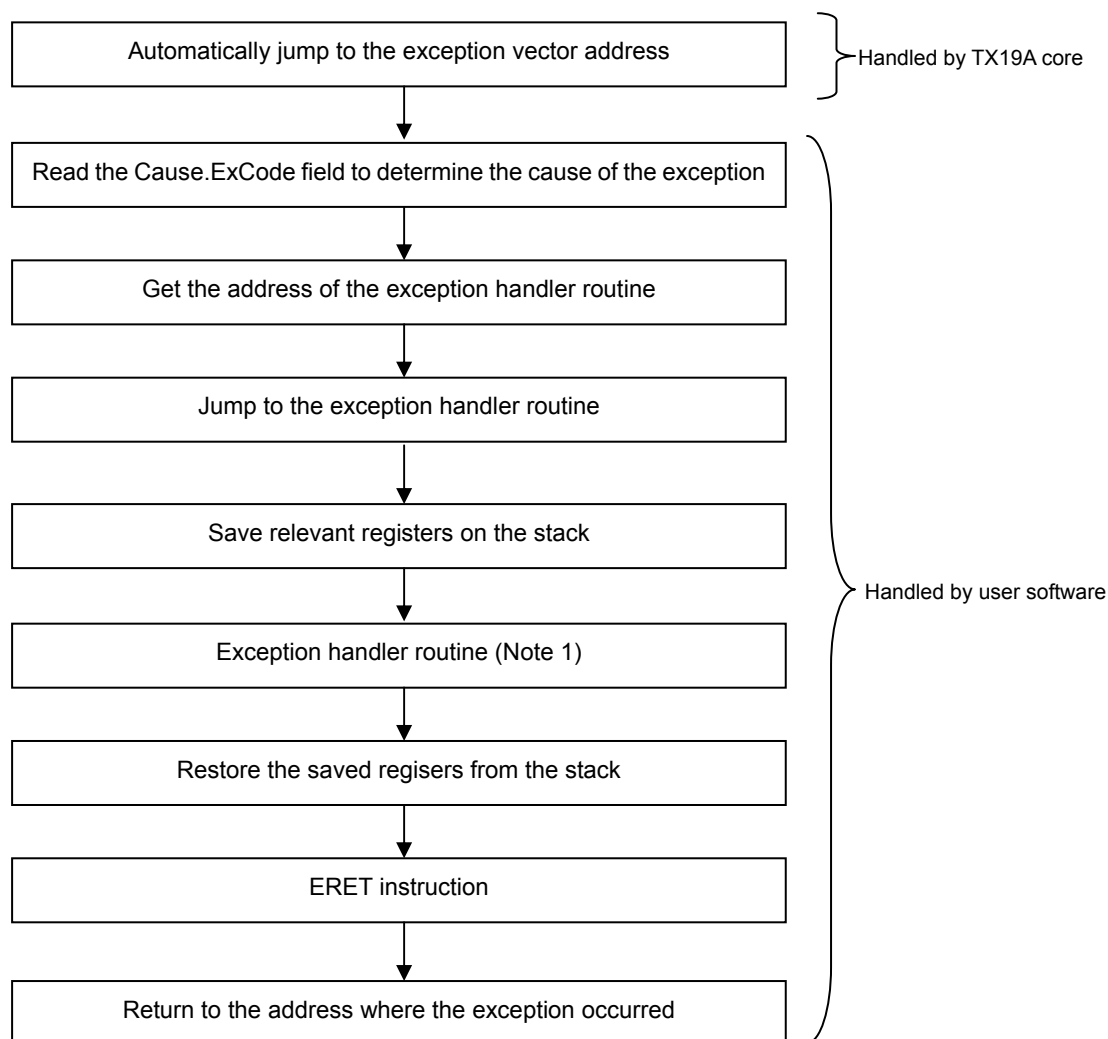 Automatically jump to the exception vector address
Handled by TX19A core
Read the Cause.ExCode field to determine the cause of the exception
Get the address of the exception handler routine
Jump to the exception handler routine
Save relevant registers on the stack
Handled by user software
Exception handler routine (Note 1)
Restore the saved regisers from the stack
ERET instruction
Return to the address where the exception occurred